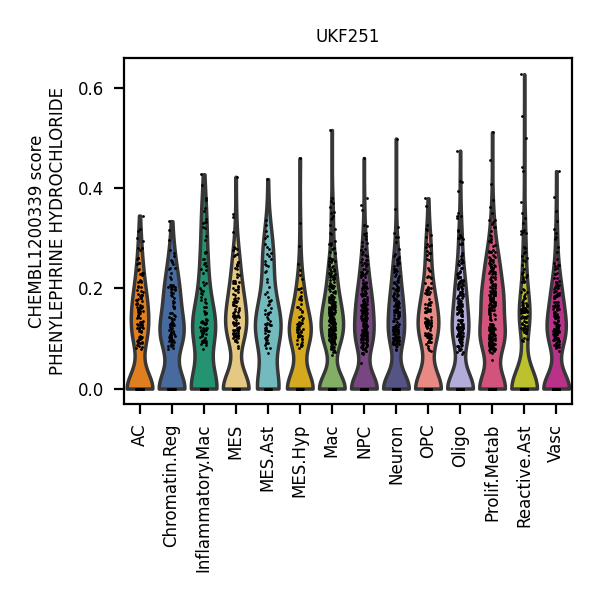 UKF251
CHEMBL1200339 score
PHENYLEPHRINE HYDROCHLORIDE
0.6
0.4
0.2
0.0
AC
Chromatin.Reg
Inflammatory.Mac
MES
MES.Ast
MES.Hyp
Mac
NPC
Neuron
OPC
Oligo
Prolif.Metab
Reactive.Ast
Vasc